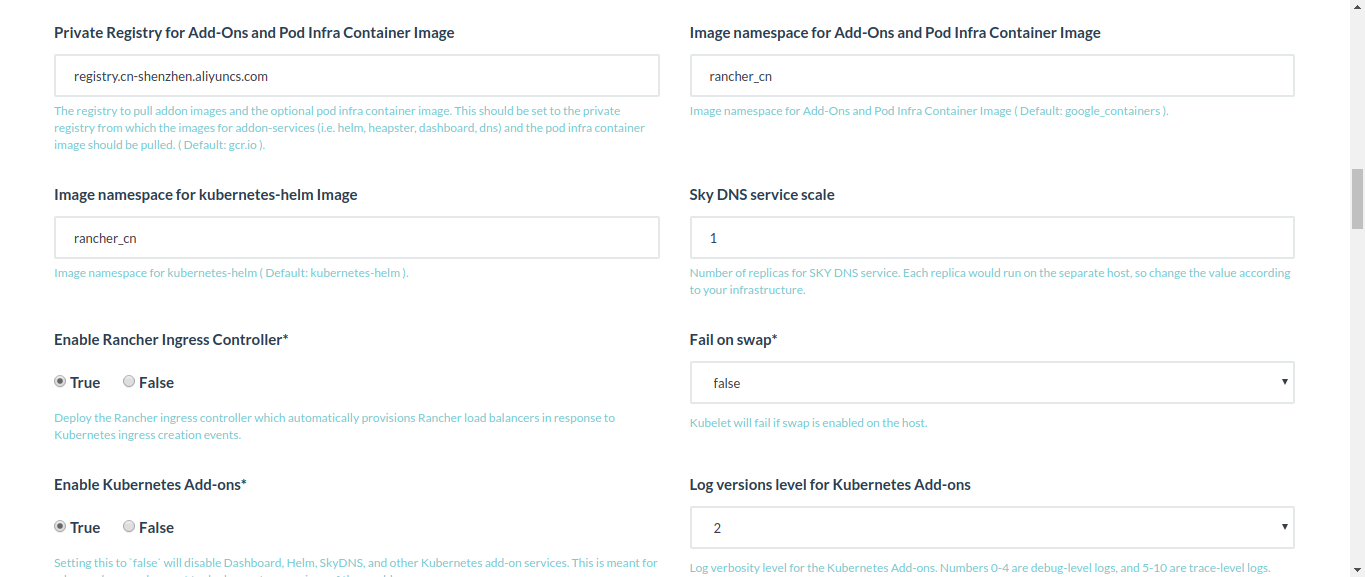 Private Registry for Add-Ons and Pod Infra Container Image
registry.cn-shenzhen.aliyuncs.com
The registry to pull addon images and the optional pod infra container image. This should be set to the private
registry from which the images for addon-services (i.e. helm, heapster, dashboard, dns) and the pod infra container
image should be pulled. ( Default: gcr.io ).
Image namespace for Add-Ons and Pod Infra Container Image
rancher_cn
Image namespace for Add-Ons and Pod Infra Container Image ( Default: google_containers ).
Image namespace for kubernetes-helm Image
rancher_cn
Image namespace for kubernetes-helm ( Default: kubernetes-helm ).
Sky DNS service scale
1
Number of replicas for SKY DNS service. Each replica would run on the separate host, so change the value according
to your infrastructure.
Enable Rancher Ingress Controller*
True False
Deploy the Rancher ingress controller which automatically provisions Rancher load balancers in response to
Kubernetes ingress creation events.
Fail on swap*
false
Kubelet will fail if swap is enabled on the host.
Enable Kubernetes Add-ons*
True False
Setting this to `false` will disable Dashboard, Helm, SkyDNS, and other Kubernetes add-on services. This is meant for
Log versions level for Kubernetes Add-ons
2
Log verbosity level for the Kubernetes Add-ons. Numbers 0-4 are debug-level logs, and 5-10 are trace-level logs.